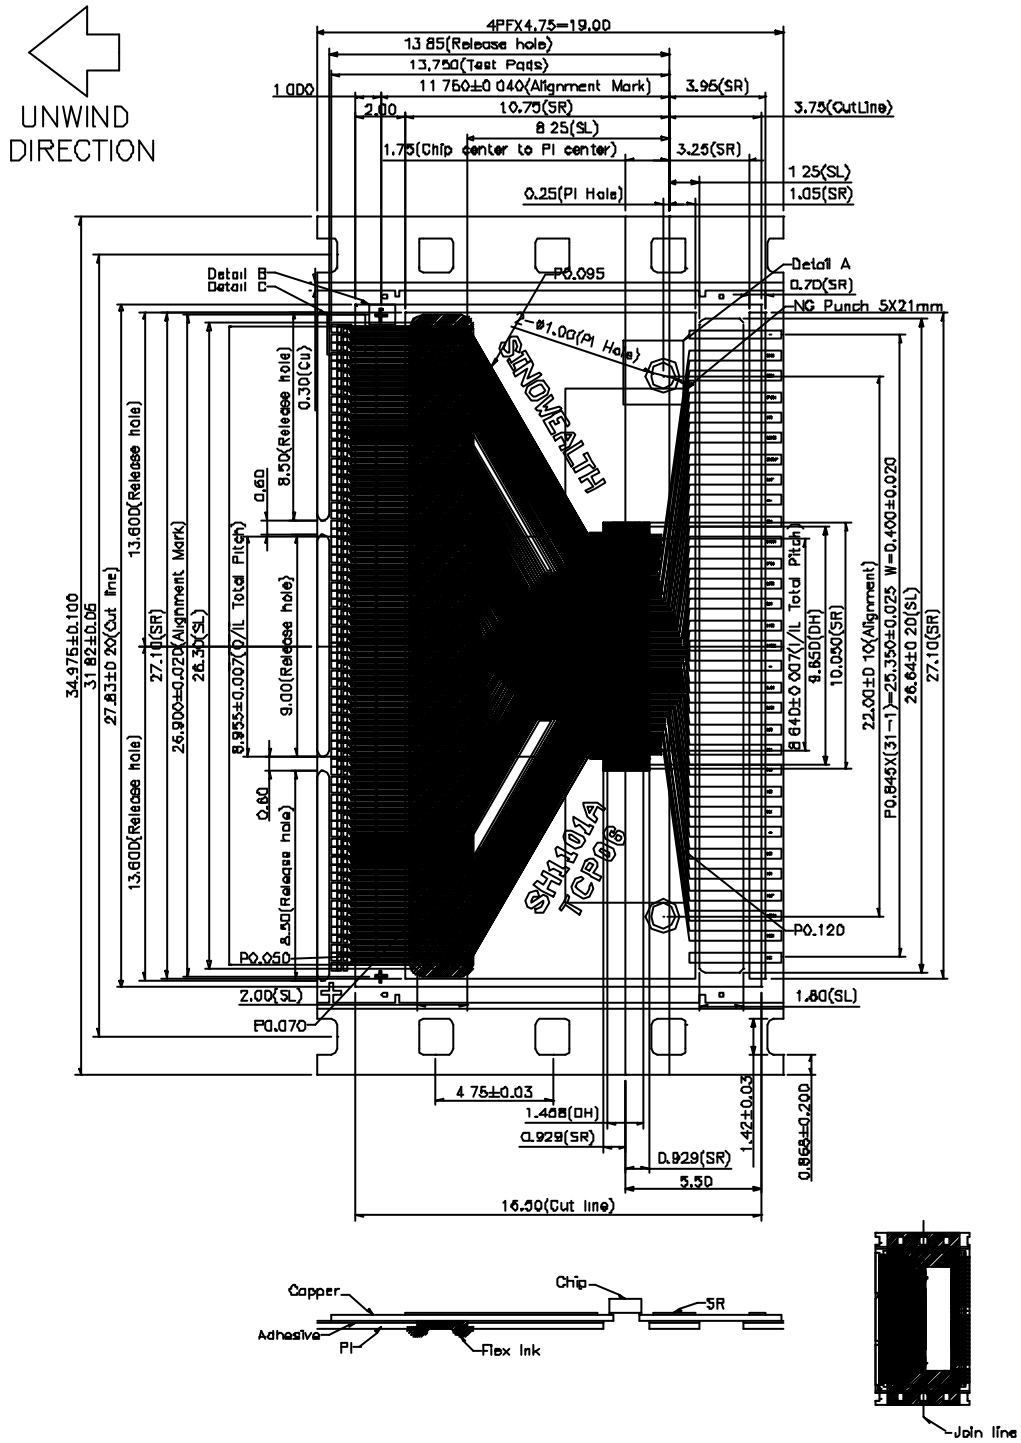 4PFX4.75=19.00
13.85(Release hole)
13.750(Test Pads)
1.000
11.760±0.040(Alignment Mark)
3.95(SR)
2.00
10.75(SR)
3.75(CutLine)
8.25(SL)
1.75(Chip center to PI center)
3.25(SR)
1.25(SL)
0.25(PI Hole)
1.05(SR)
UNWIND
DIRECTION
Detail B
Detail C
P0.095
Detail A
0.70(SR)
NG Punch 5X21mm
2-ø1.00(PI Hole)
SINOWEALTH
34.975±0.100
31.82±0.05
27.83±0.20(Cut line)
13.600(Release hole)
13.600(Release hole)
27.10(SR)
26.900±0.020(Alignment Mark)
26.30(SL)
8.955±0.007(O/IL Total Pitch)
0.60
0.60
8.50(Release hole)
9.00(Release hole)
8.50(Release hole)
0.30(Cu)
8.640±0.007(I/IL Total Pitch)
9.650(DH)
10.050(SR)
22.00±0.10(Alignment)
P0.845X(31-1)=25.350±0.025 W=0.400±0.020
26.64±0.20(SL)
27.10(SR)
SH1101A
TCP08
P0.050
2.00(SL)
P0.070
P0.120
1.80(SL)
4.75±0.03
1.458(DH)
0.929(SR)
0.929(SR)
5.50
1.42±0.03
0.868±0.200
16.50(Cut line)
Copper
Adhesive
PI
Chip
SR
Flex Ink
Join line